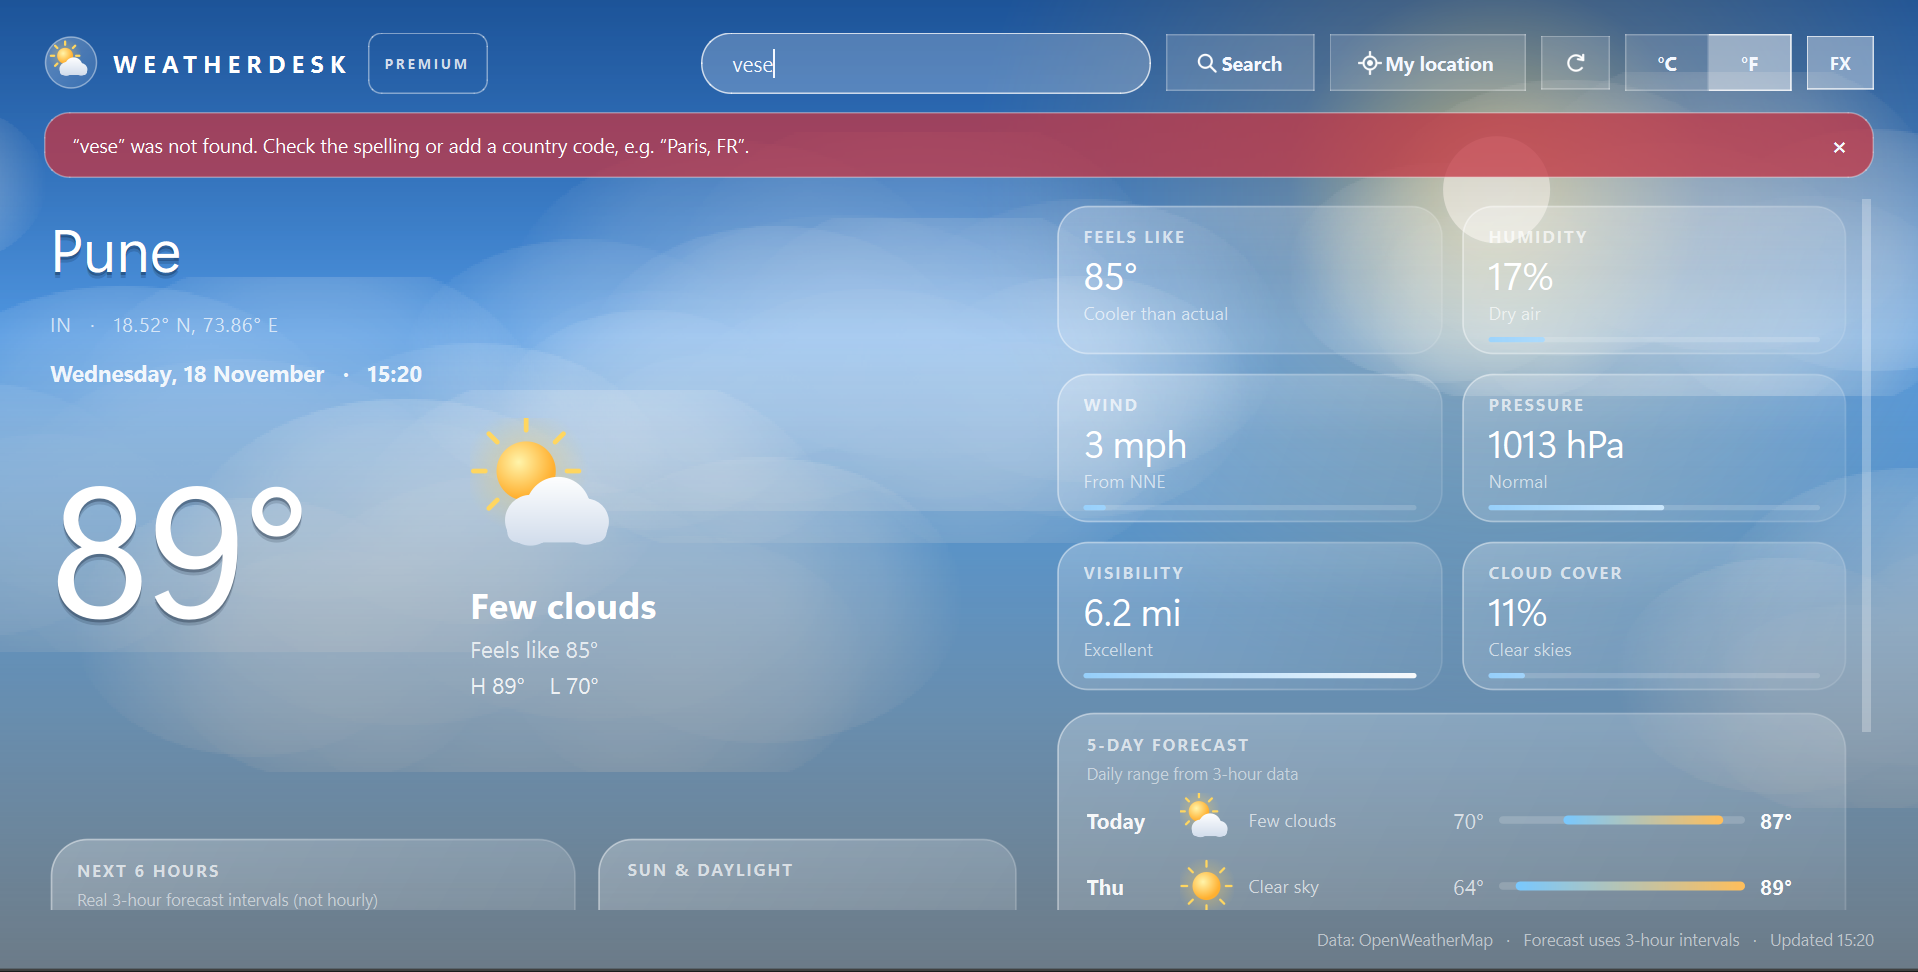 WEATHERDESK
PREMIUM
vese
Search
My location
°C
°F
FX
“vese” was not found. Check the spelling or add a country code, e.g. “Paris, FR”.
×
Pune
IN · 18.52° N, 73.86° E
Wednesday, 18 November · 15:20
89°
Few clouds
Feels like 85°
H 89° L 70°
NEXT 6 HOURS
Real 3-hour forecast intervals (not hourly)
SUN & DAYLIGHT
FEELS LIKE
85°
Cooler than actual
HUMIDITY
17%
Dry air
WIND
3 mph
From NNE
PRESSURE
1013 hPa
Normal
VISIBILITY
6.2 mi
Excellent
CLOUD COVER
11%
Clear skies
5-DAY FORECAST
Daily range from 3-hour data
Today Few clouds 70° 87°
Thu Clear sky 64° 89°
Data: OpenWeatherMap · Forecast uses 3-hour intervals · Updated 15:20